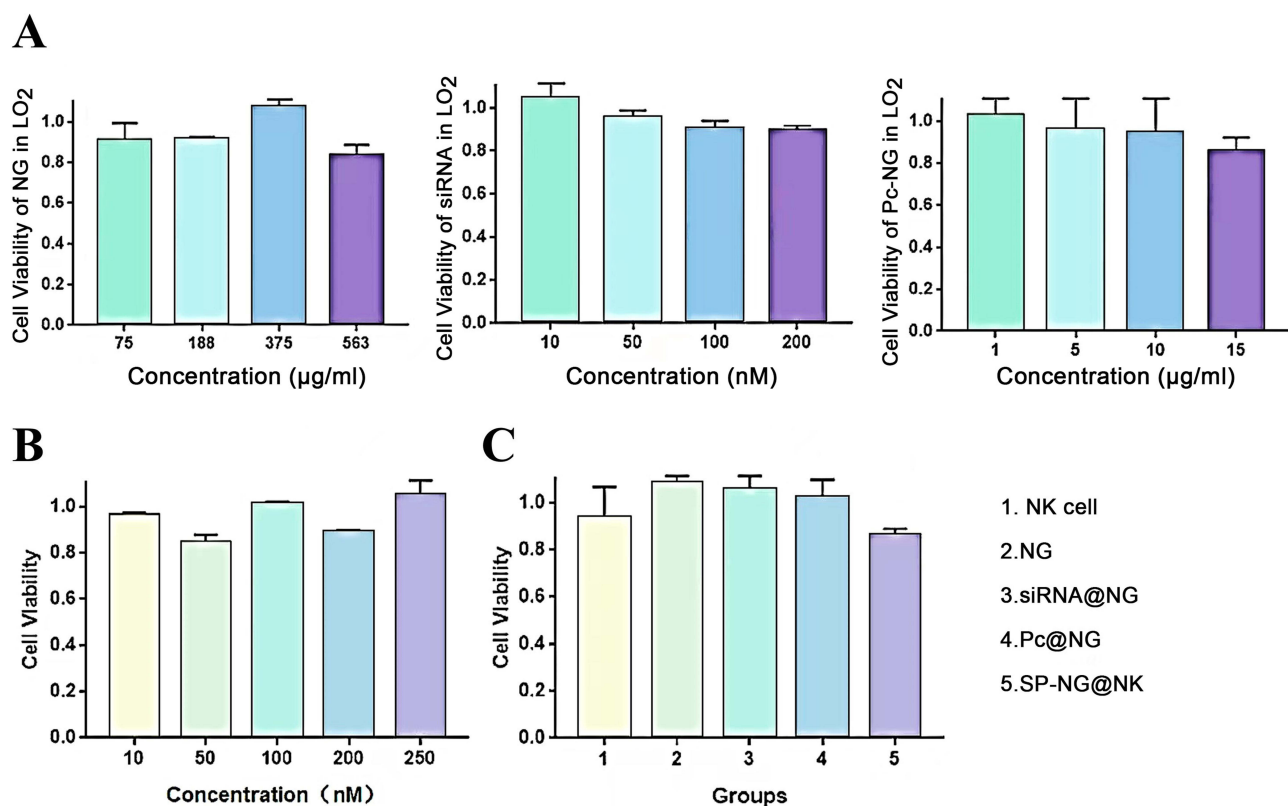 A
Cell Viability of NG in LO2
1.0
0.8
0.6
0.4
0.2
0.0
75 188 375 563
Concentration (µg/ml)
Cell Viability of siRNA in LO2
1.0
0.8
0.6
0.4
0.2
0.0
10 50 100 200
Concentration (nM)
Cell Viability of Pc-NG in LO2
1.0
0.8
0.6
0.4
0.2
0.0
1 5 10 15
Concentration (µg/ml)
B
Cell VIability
1.0
0.8
0.6
0.4
0.2
0.0
10 50 100 200 250
Concentration（nM）
C
Cell VIability
1.0
0.8
0.6
0.4
0.2
0.0
1 2 3 4 5
Groups
1. NK cell
2.NG
3.siRNA@NG
4.Pc@NG
5.SP-NG@NK